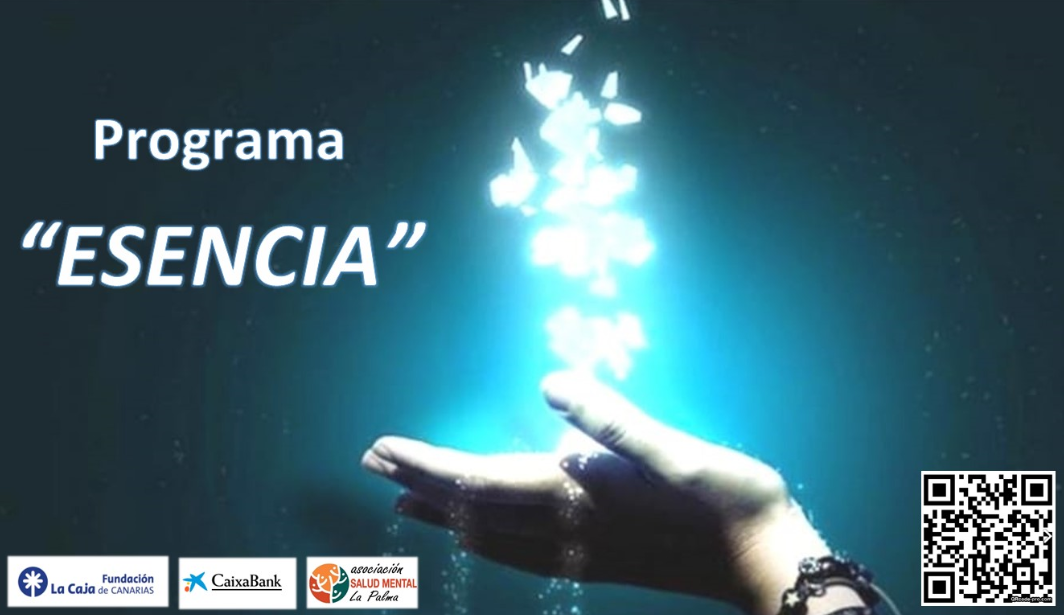 Programa
“ESENCIA”
La Caja
Fundación
DE CANARIAS
CaixaBank
asociación
SALUD MENTAL
La Palma